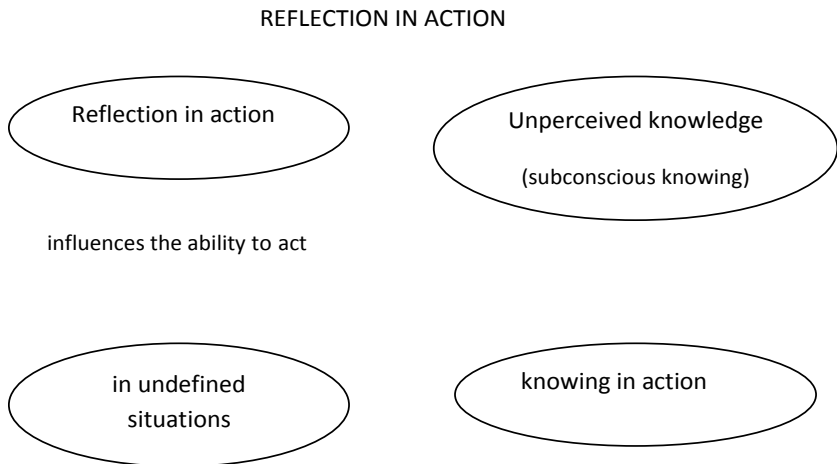 REFLECTION IN ACTION
Reflection in action
Unperceived knowledge
(subconscious knowing)
influences the ability to act
in undefined
situations
knowing in action